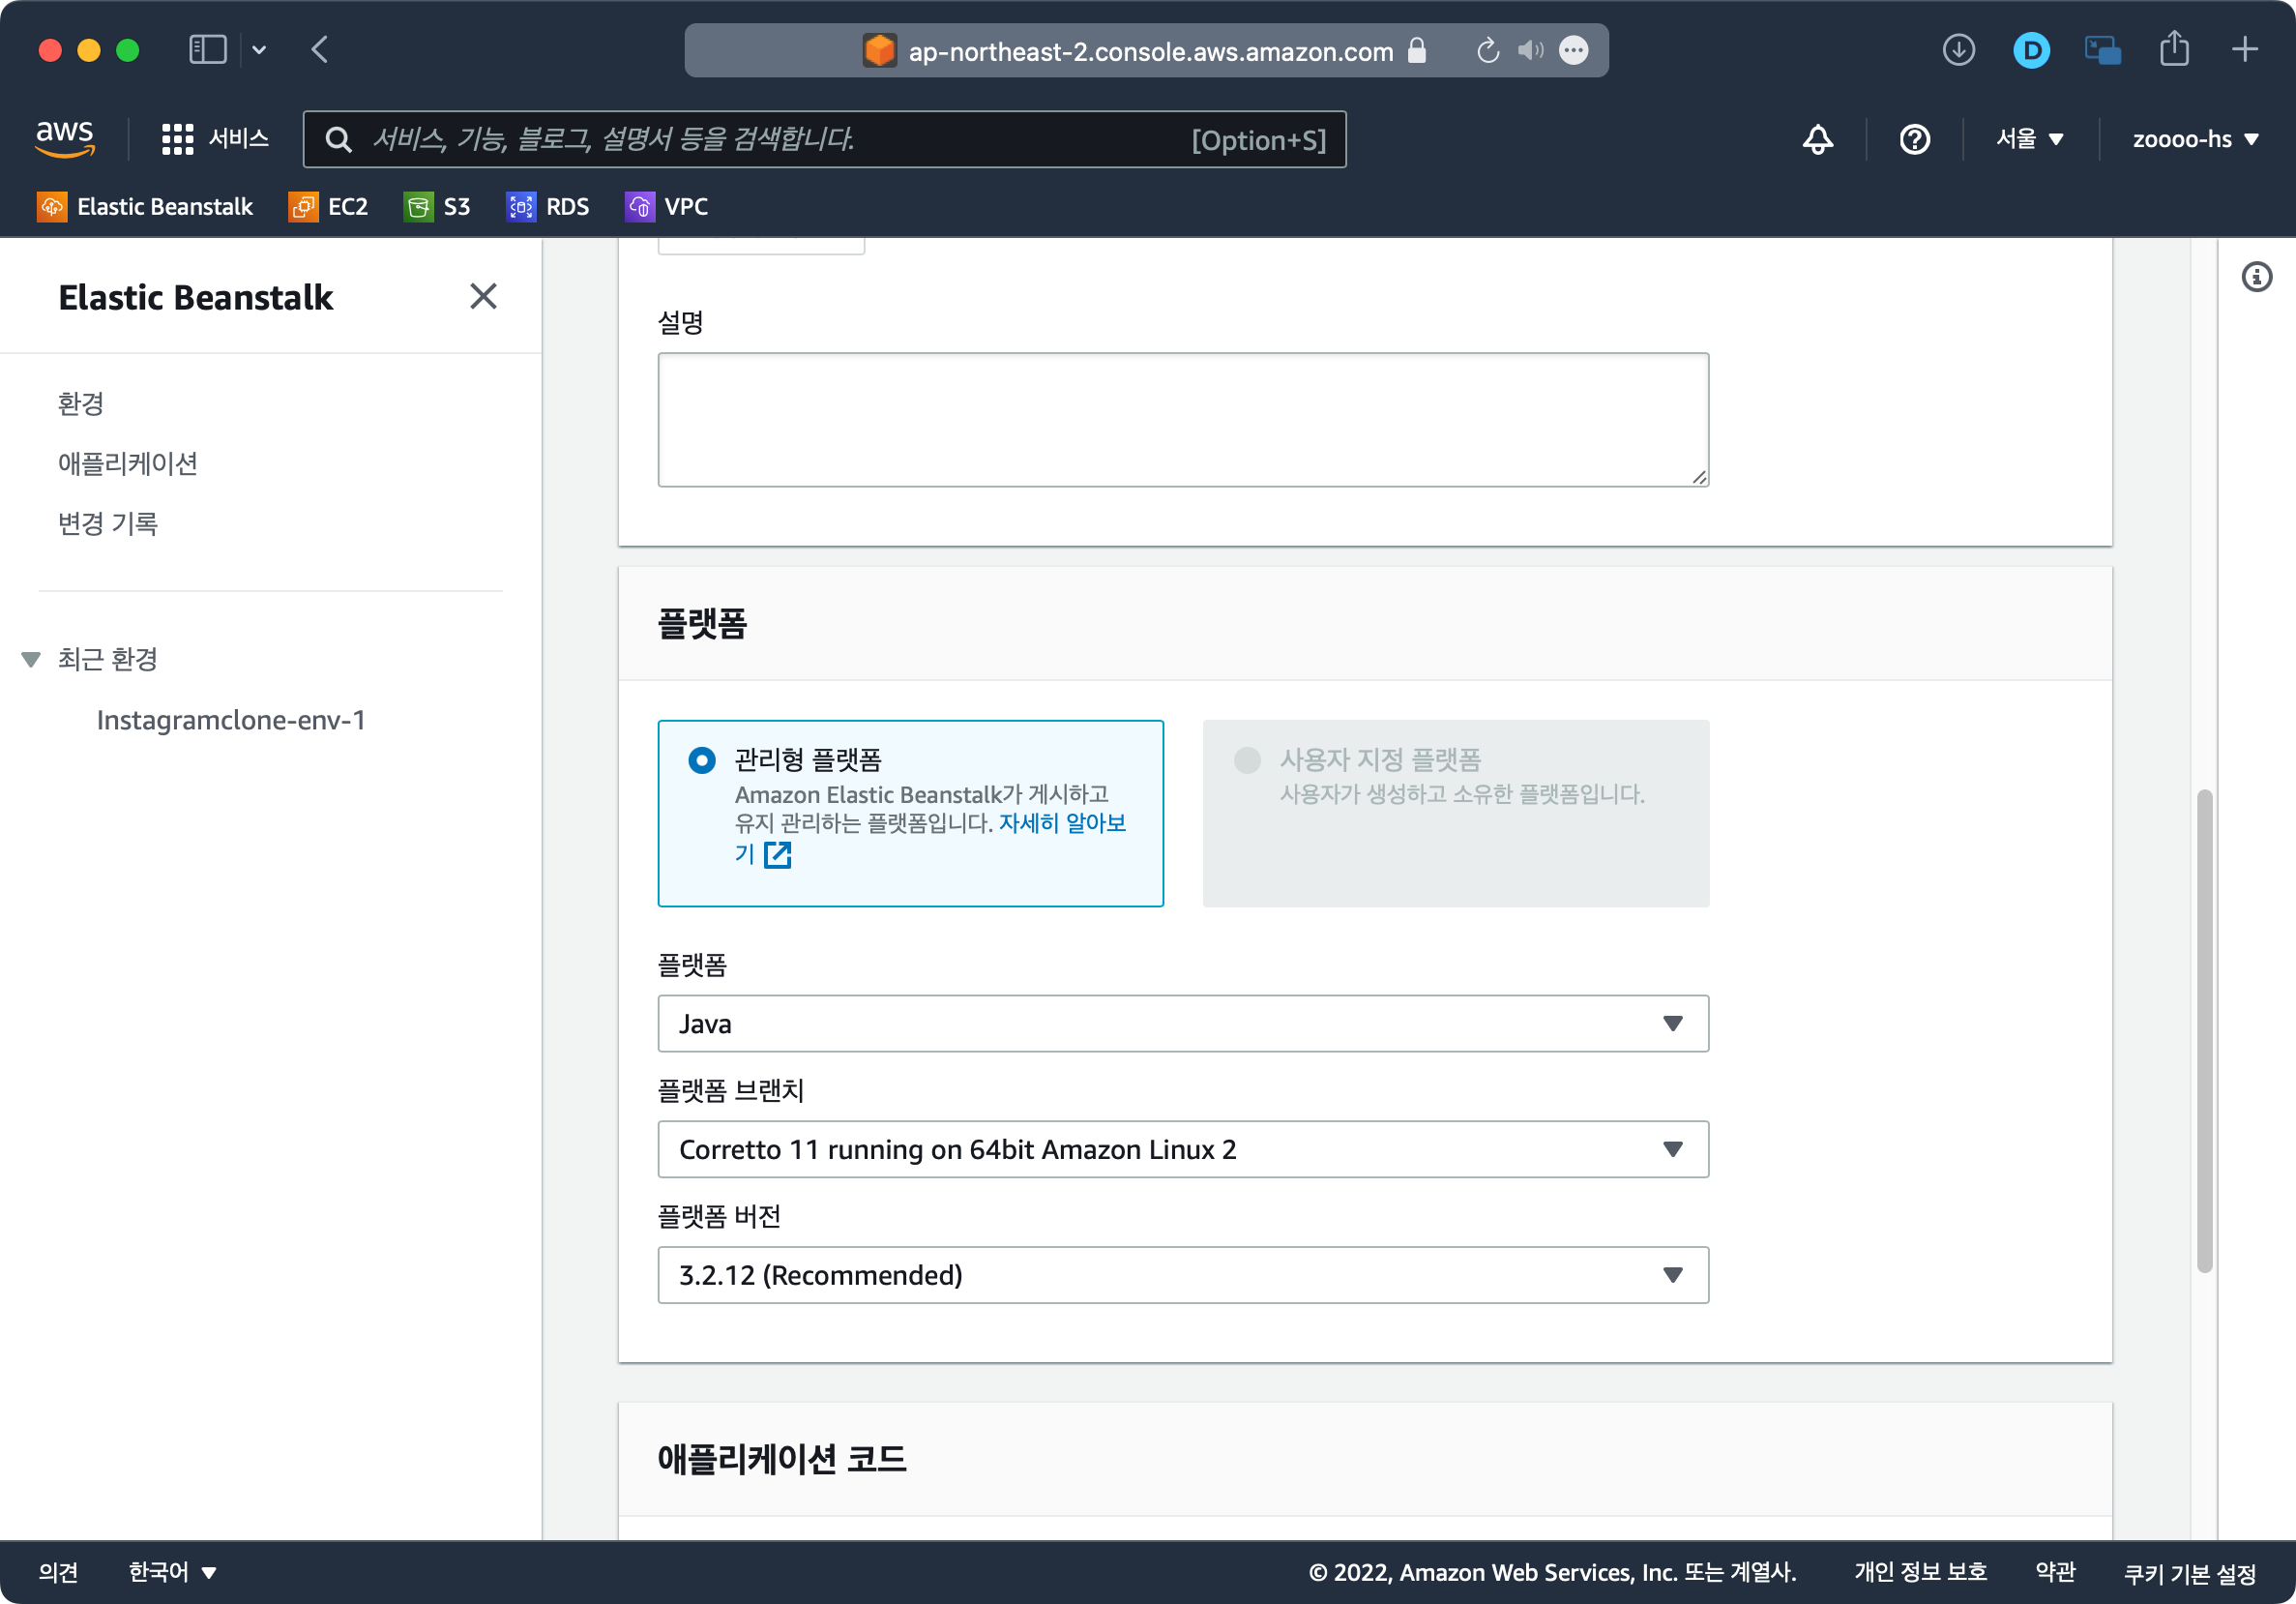 ap-northeast-2.console.aws.amazon.com
D
aws
서비스
서비스, 기능, 블로그, 설명서 등을 검색합니다.
[Option+S]
서울
zoooo-hs
Elastic Beanstalk
EC2
S3
RDS
VPC
Elastic Beanstalk
환경
애플리케이션
변경 기록
최근 환경
Instagramclone-env-1
설명
플랫폼
관리형 플랫폼
Amazon Elastic Beanstalk가 게시하고
유지 관리하는 플랫폼입니다. 자세히 알아보
기
사용자 지정 플랫폼
사용자가 생성하고 소유한 플랫폼입니다.
플랫폼
Java
플랫폼 브랜치
Corretto 11 running on 64bit Amazon Linux 2
플랫폼 버전
3.2.12 (Recommended)
애플리케이션 코드
의견
한국어
© 2022, Amazon Web Services, Inc. 또는 계열사.
개인 정보 보호
약관
쿠키 기본 설정